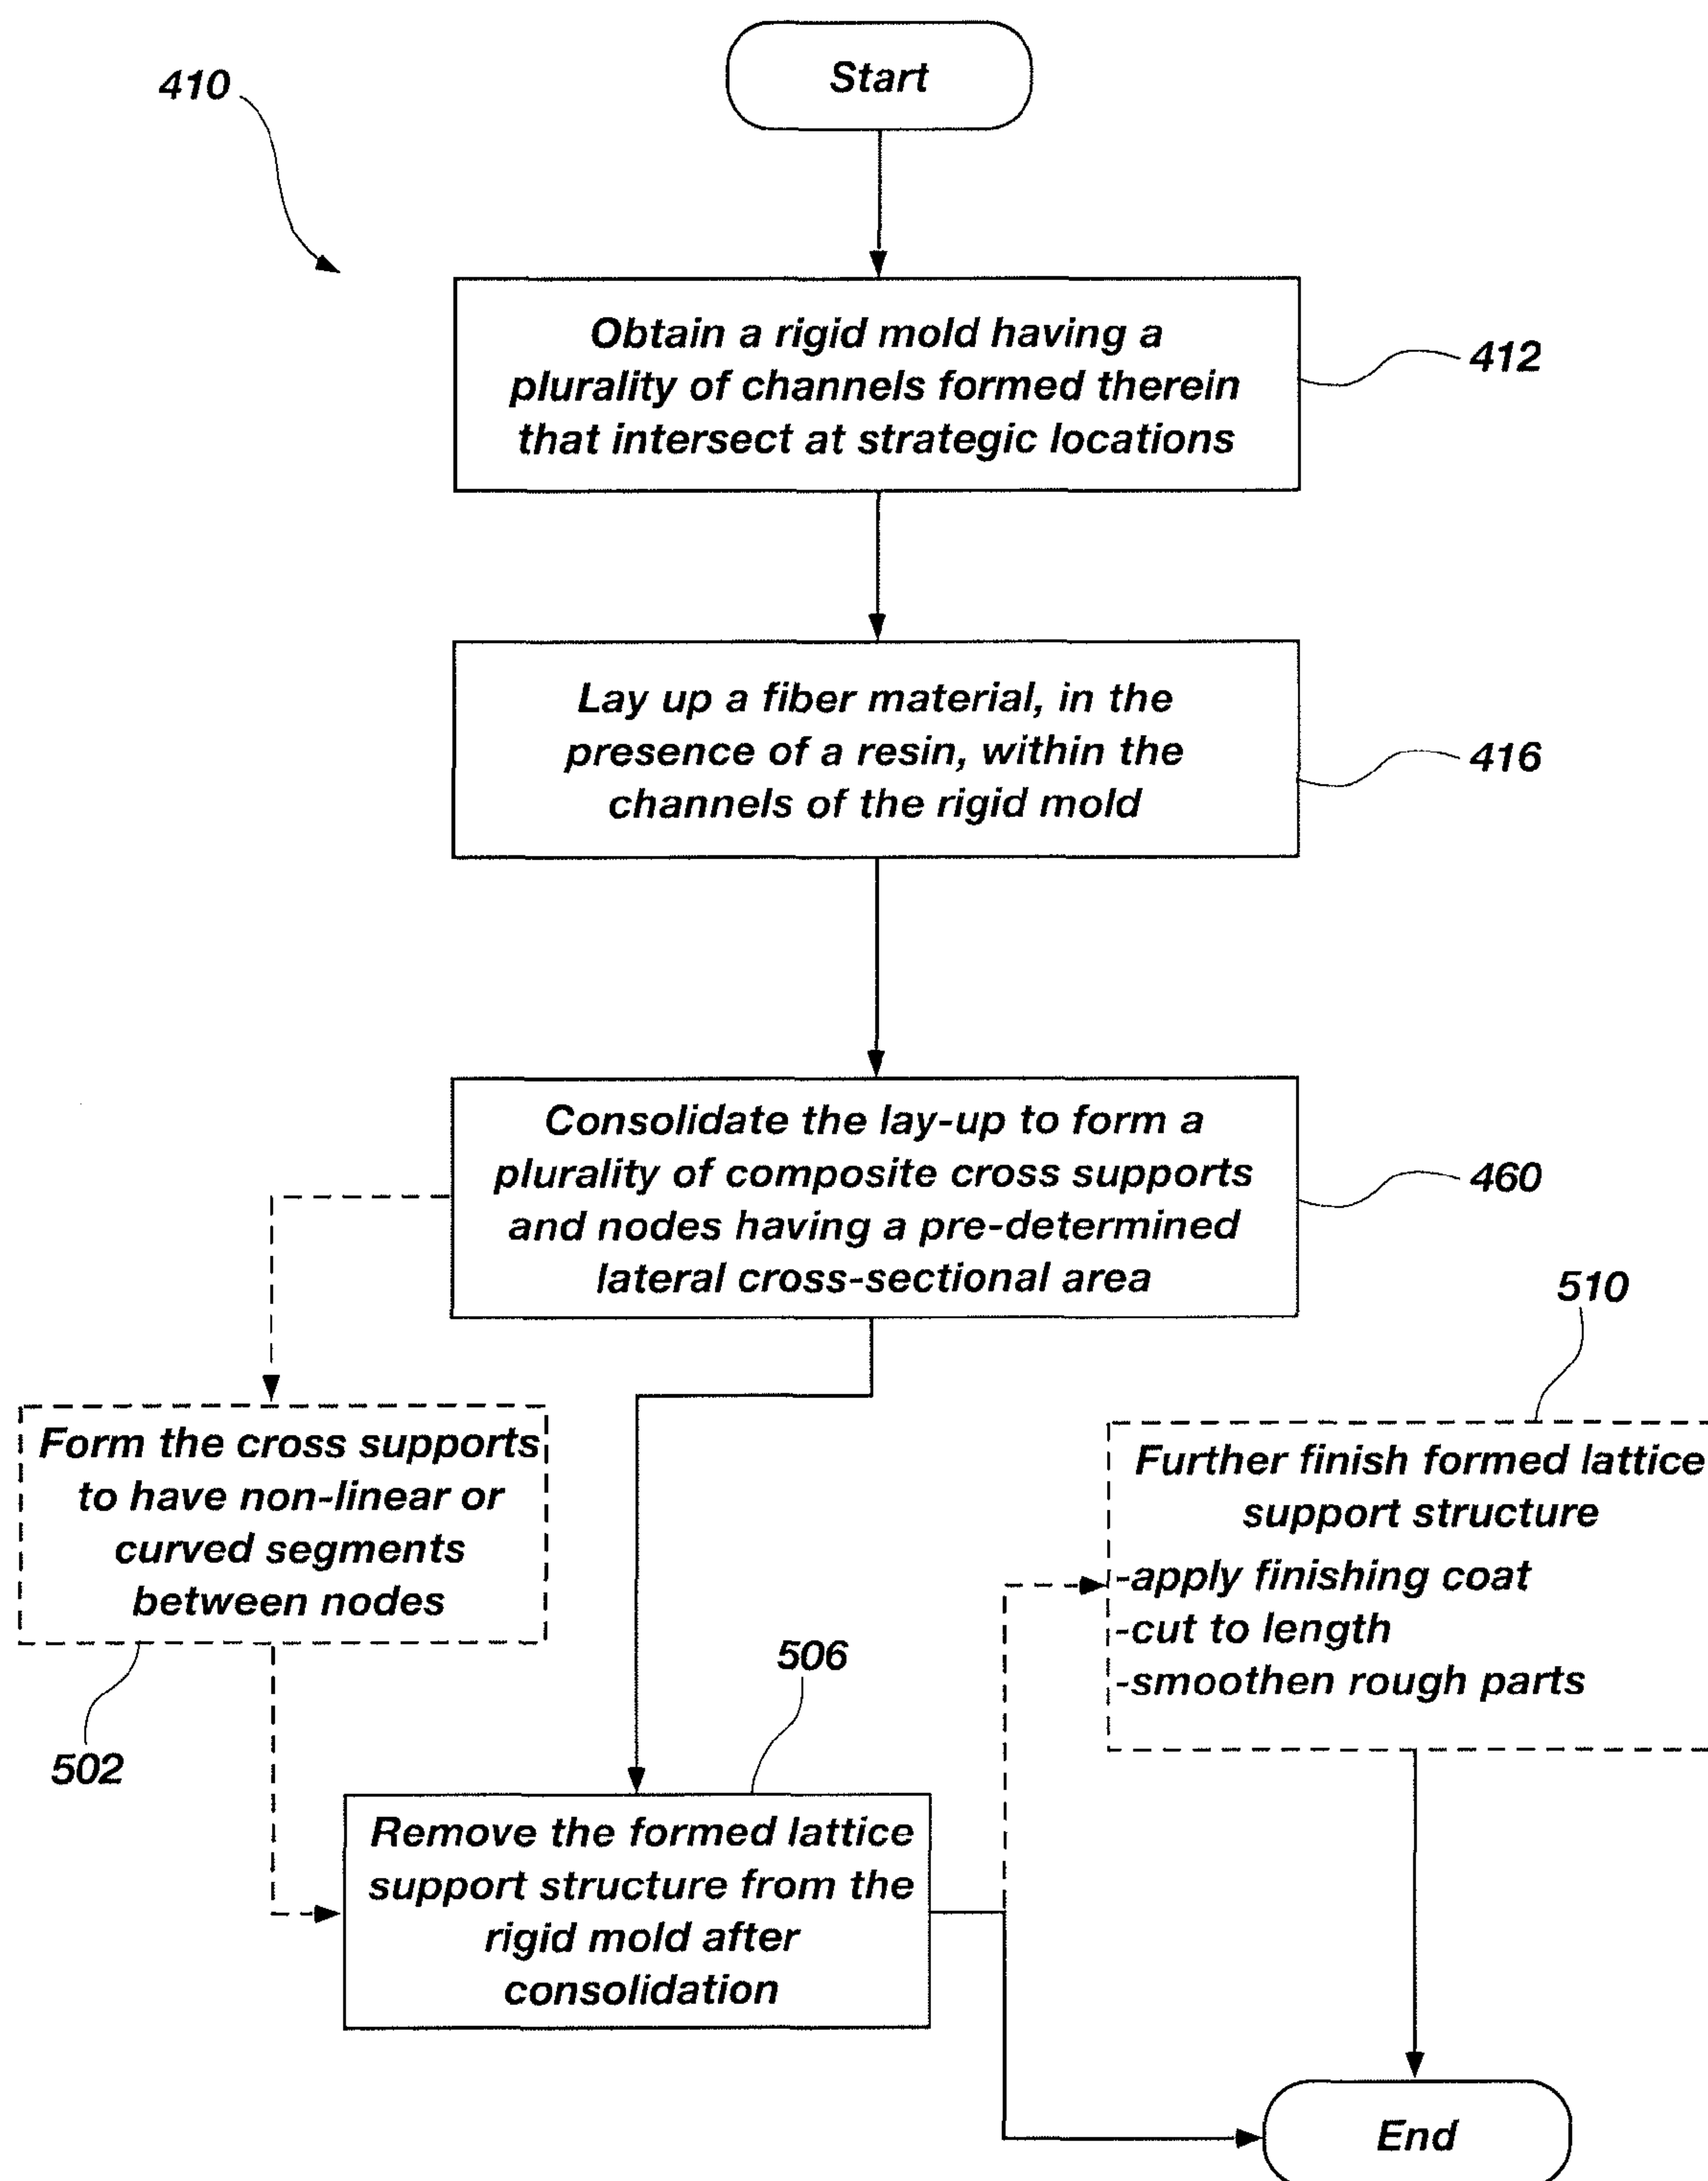 410
Start
Obtain a rigid mold having a
plurality of channels formed therein
that intersect at strategic locations
412
Lay up a fiber material, in the
presence of a resin, within the
channels of the rigid mold
416
Consolidate the lay-up to form a
plurality of composite cross supports
and nodes having a pre-determined
lateral cross-sectional area
460
Form the cross supports
to have non-linear or
curved segments
between nodes
502
510
Further finish formed lattice
support structure
-apply finishing coat
-cut to length
-smoothen rough parts
506
Remove the formed lattice
support structure from the
rigid mold after
consolidation
End